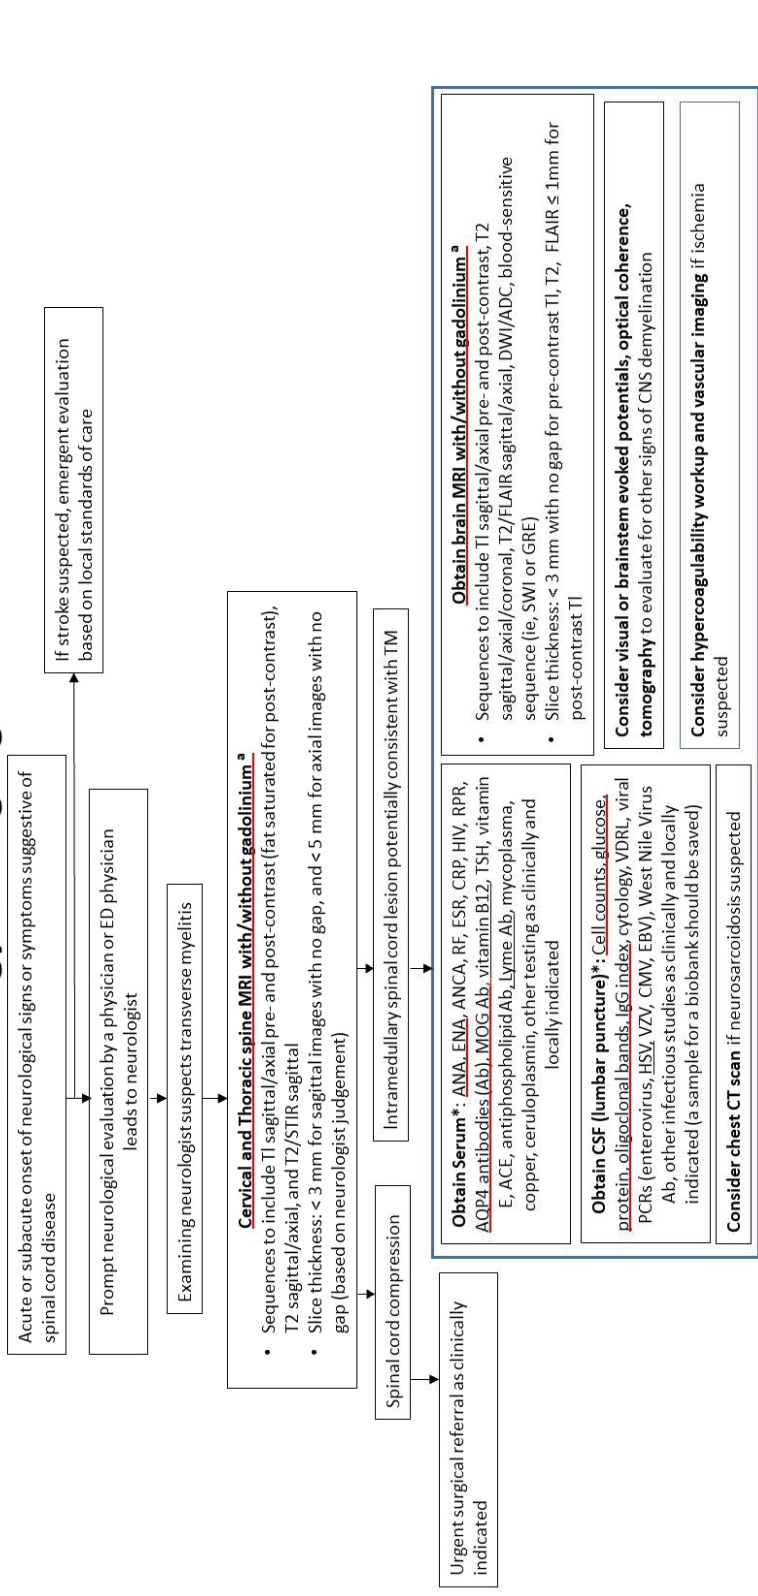 Acute or subacute onset of neurological signs or symptoms suggestive of
spinal cord disease
If stroke suspected, emergent evaluation
based on local standards of care
Prompt neurological evaluation by a physician or ED physician
leads to neurologist
Examining neurologist suspects transverse myelitis
Cervical and Thoracic spine MRI with/without gadolinium a
• Sequences to include Tl sagittal/axial pre- and post-contrast (fat saturated for post-contrast),
T2 sagittal/axial, and T2/STIR sagittal
• Slice thickness: < 3 mm for sagittal images with no gap, and < 5 mm for axial images with no
gap (based on neurologist judgement)
Spinal cord compression
Intramedullary spinal cord lesion potentially consistent with TM
Urgent surgical referral as clinically
indicated
Obtain Serum*: ANA, ENA, ANCA, RF, ESR, CRP, HIV, RPR,
AQP4 antibodies (Ab), MOG Ab, vitamin B12, TSH, vitamin
E, ACE, antiphospholipid Ab, Lyme Ab, mycoplasma,
copper, ceruloplasmin, other testing as clinically and
locally indicated
Obtain CSF (lumbar puncture)*: Cell counts, glucose,
protein, oligoclonal bands, IgG index, cytology, VDRL, viral
PCRs (enterovirus, HSV, VZV, CMV, EBV), West Nile Virus
Ab, other infectious studies as clinically and locally
indicated (a sample for a biobank should be saved)
Consider chest CT scan if neurosarcoidosis suspected
Obtain brain MRI with/without gadolinium a
• Sequences to include Tl sagittal/axial pre- and post-contrast, T2
sagittal/axial/coronal, T2/FLAIR sagittal/axial, DWI/ADC, blood-sensitive
sequence (ie, SWI or GRE)
• Slice thickness: < 3 mm with no gap for pre-contrast Tl, T2, FLAIR ≤ 1mm for
post-contrast Tl
Consider visual or brainstem evoked potentials, optical coherence,
tomography to evaluate for other signs of CNS demyelination
Consider hypercoagulability workup and vascular imaging if ischemia
suspected